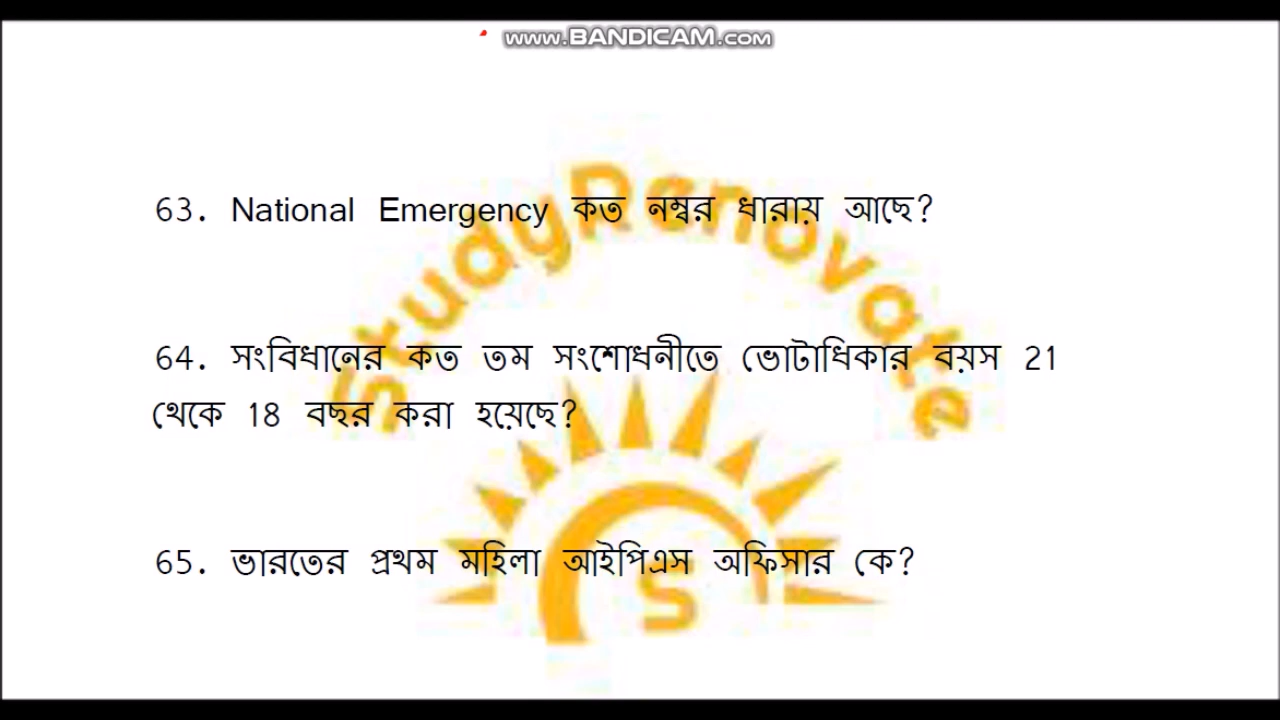 www.BANDICAM.com
StudyRenovate
63. National Emergency কত নম্বর ধারায় আছে?
64. সংবিধানের কত তম সংশোধনীতে ভোটাধিকার বয়স 21
থেকে 18 বছর করা হয়েছে?
65. ভারতের প্রথম মহিলা আইপিএস অফিসার কে?
S